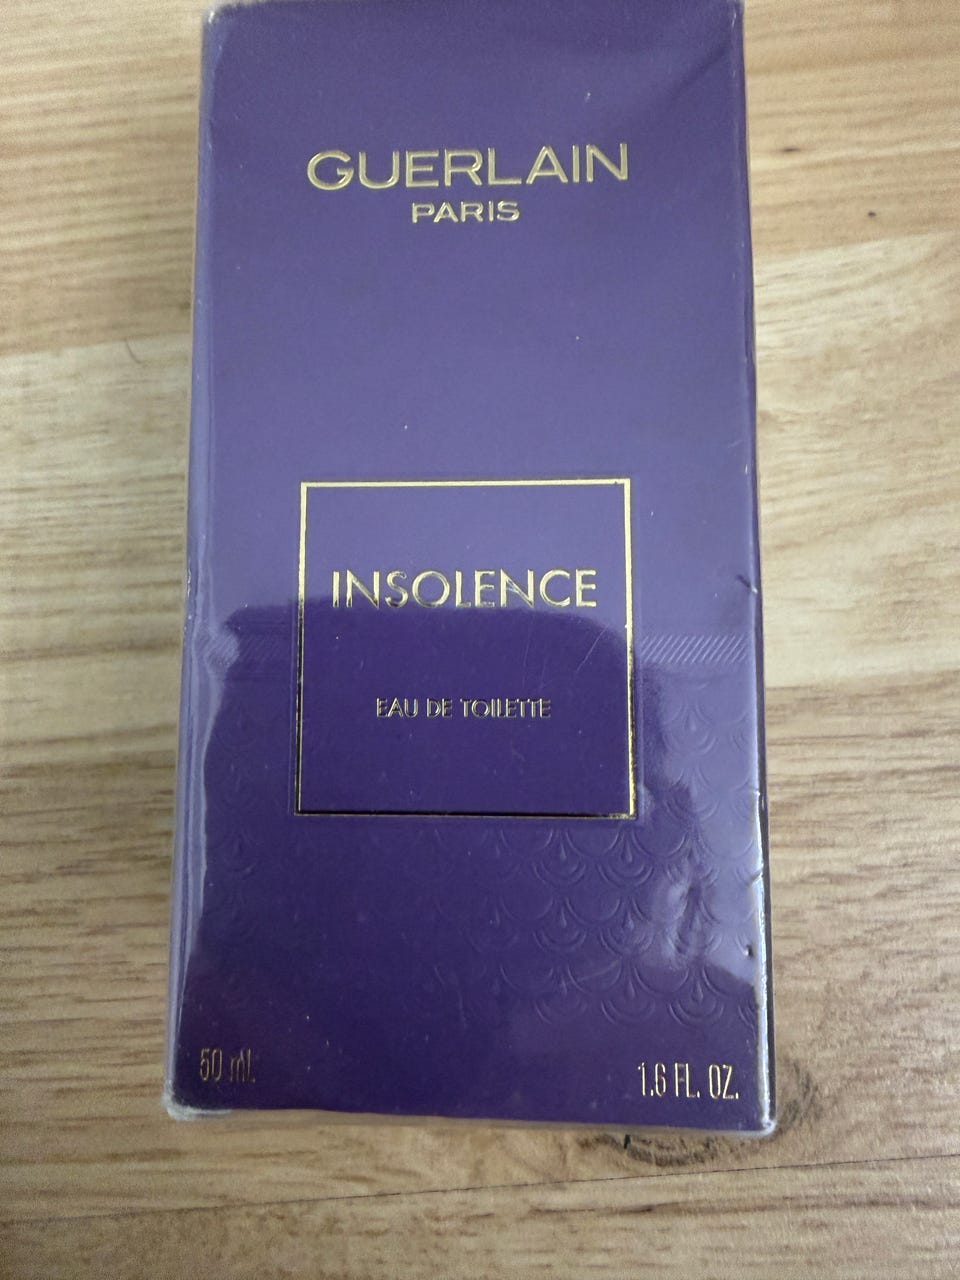 GUERLAIN
PARIS
INSOLENCE
EAU DE TOILETTE
50 mL
1.6 FL. OZ.